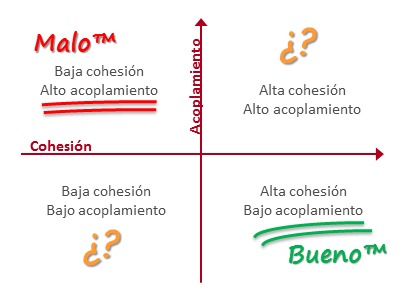 Malo™
Baja cohesión
Alto acoplamiento
Acoplamiento
¿?
Alta cohesión
Alto acoplamiento
Cohesión
Baja cohesión
Bajo acoplamiento
¿?
Alta cohesión
Bajo acoplamiento
Bueno™